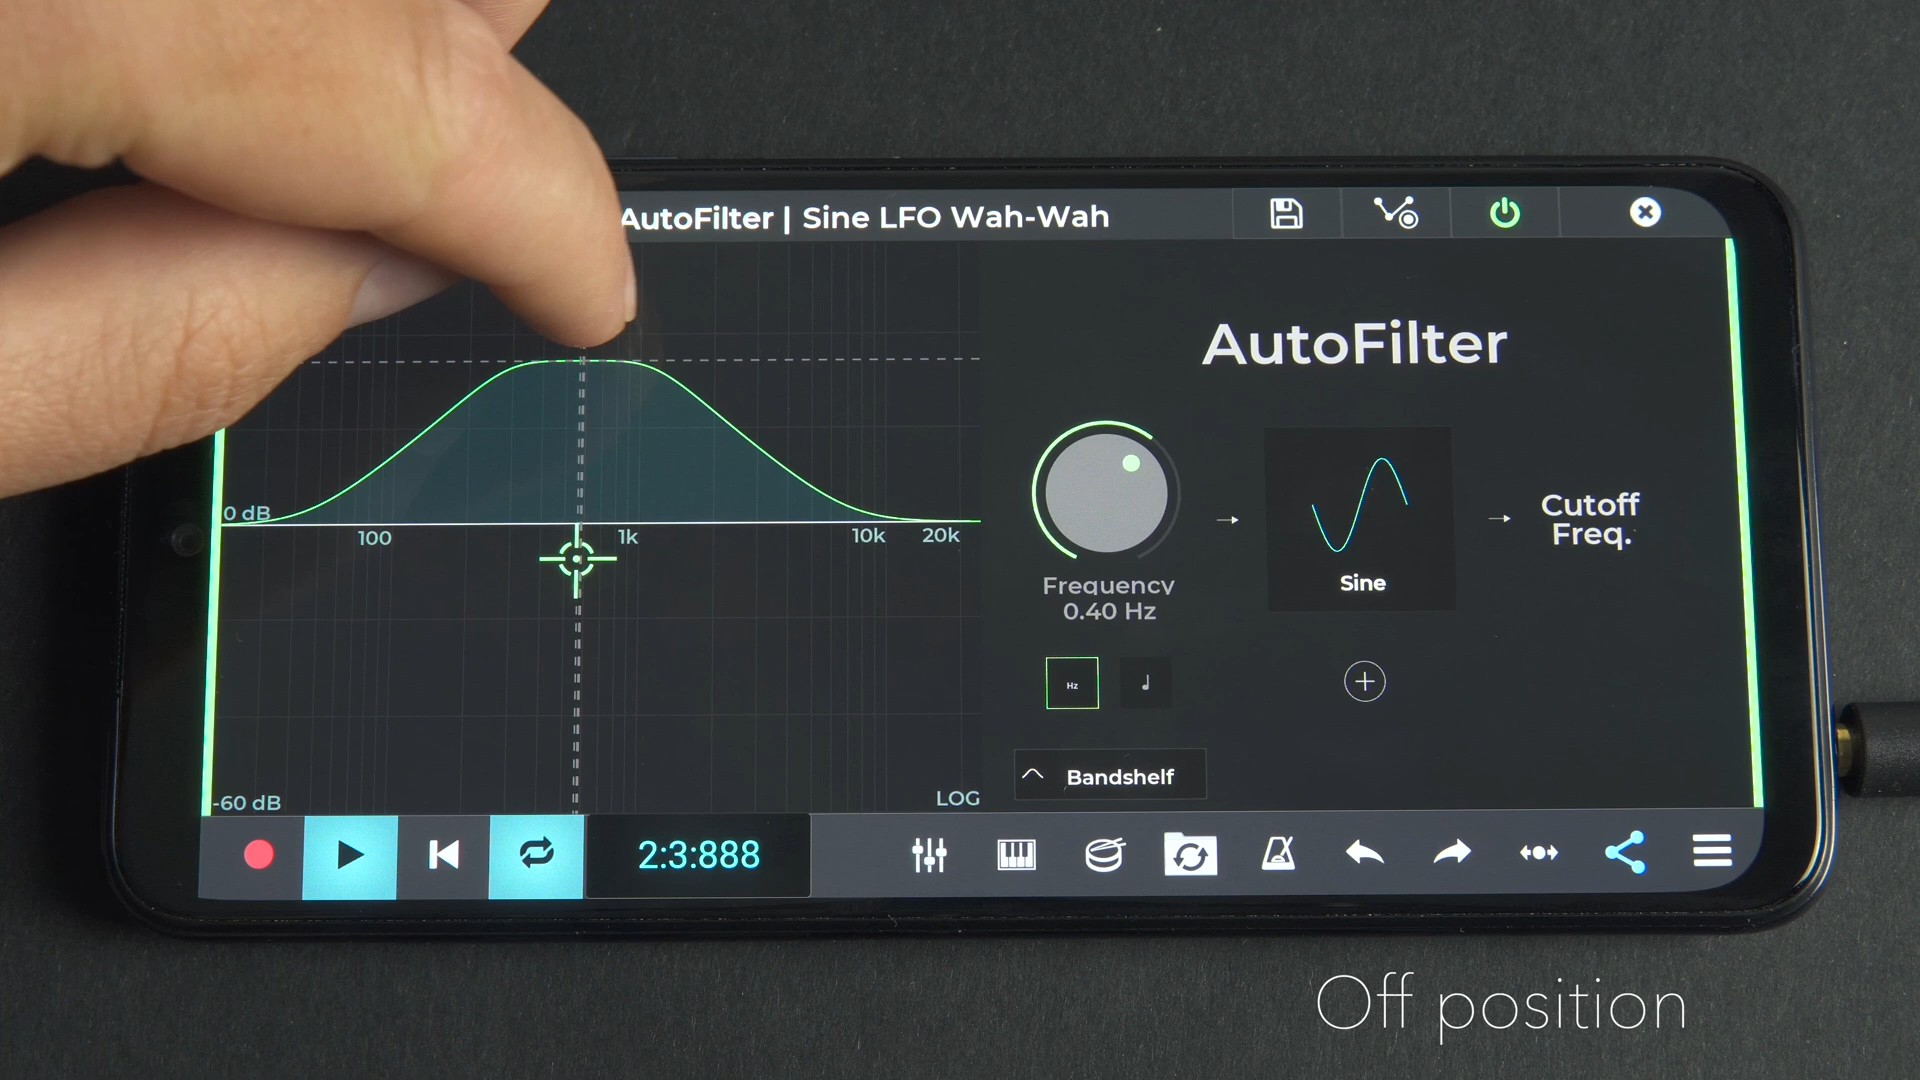 AutoFilter | Sine LFO Wah-Wah
AutoFilter
0 dB
100
1k
10k
20k
-60 dB
LOG
Frequency
0.40 Hz
Hz
Sine
Cutoff
Freq.
Bandshelf
2:3:888
Off position